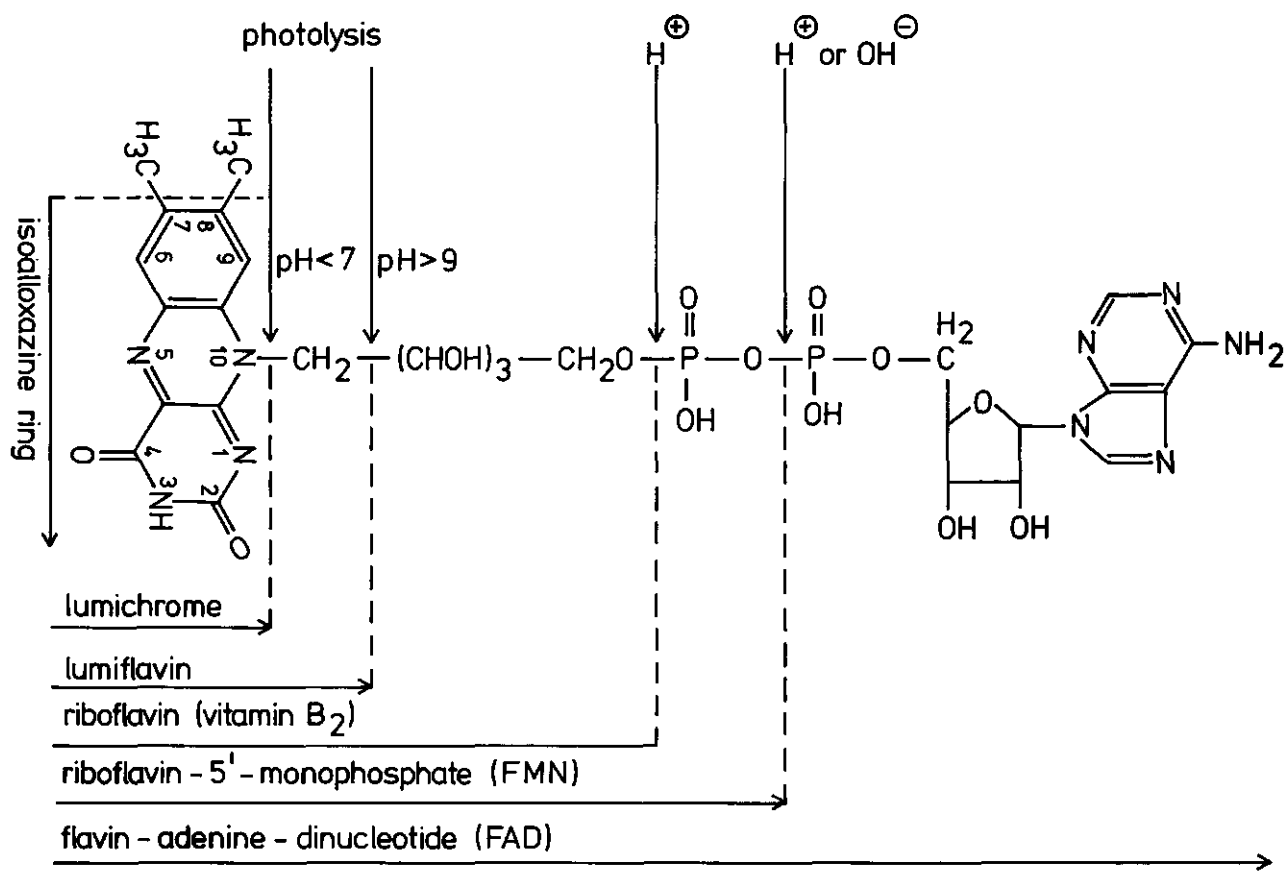 photolysis
H⊕
H⊕ or OH⊖
H3C
H3C
isoalloxazine ring
7
8
6
9
pH<7
pH>9
N
5
10
N–CH2–(CHOH)3–CH2O–P–O–P–O–C
O
OH
O
OH
H2
N
N
NH2
O
N
N
OH
OH
O
4
1
N
3
NH
2
O
lumichrome
lumiflavin
riboflavin (vitamin B2)
riboflavin-5'-monophosphate (FMN)
flavin-adenine-dinucleotide (FAD)